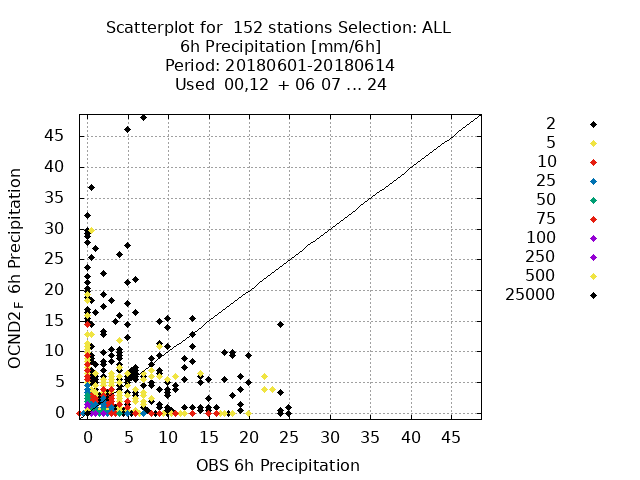 Scatterplot for 152 stations Selection: ALL
6h Precipitation [mm/6h]
Period: 20180601-20180614
Used 00,12 + 06 07 ... 24
2
5
10
25
50
75
100
250
500
25000
45
40
35
30
25
20
15
10
5
0
OCND2F 6h Precipitation
0 5 10 15 20 25 30 35 40 45
OBS 6h Precipitation